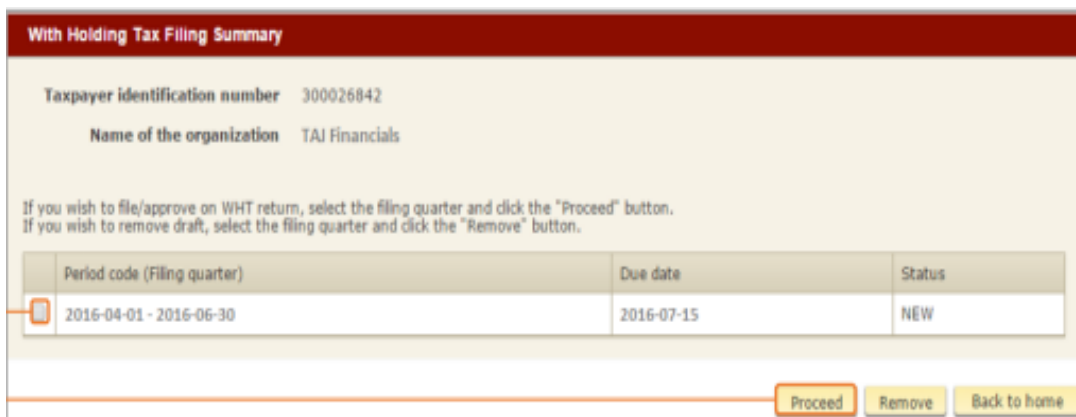 With Holding Tax Filing Summary
Taxpayer identification number 300026842
Name of the organization TAJ Financials
If you wish to file/approve on WHT return, select the filing quarter and click the "Proceed" button.
If you wish to remove draft, select the filing quarter and click the "Remove" button.
Period code (Filing quarter) Due date Status
2016-04-01 - 2016-06-30 2016-07-15 NEW
Proceed Remove Back to home